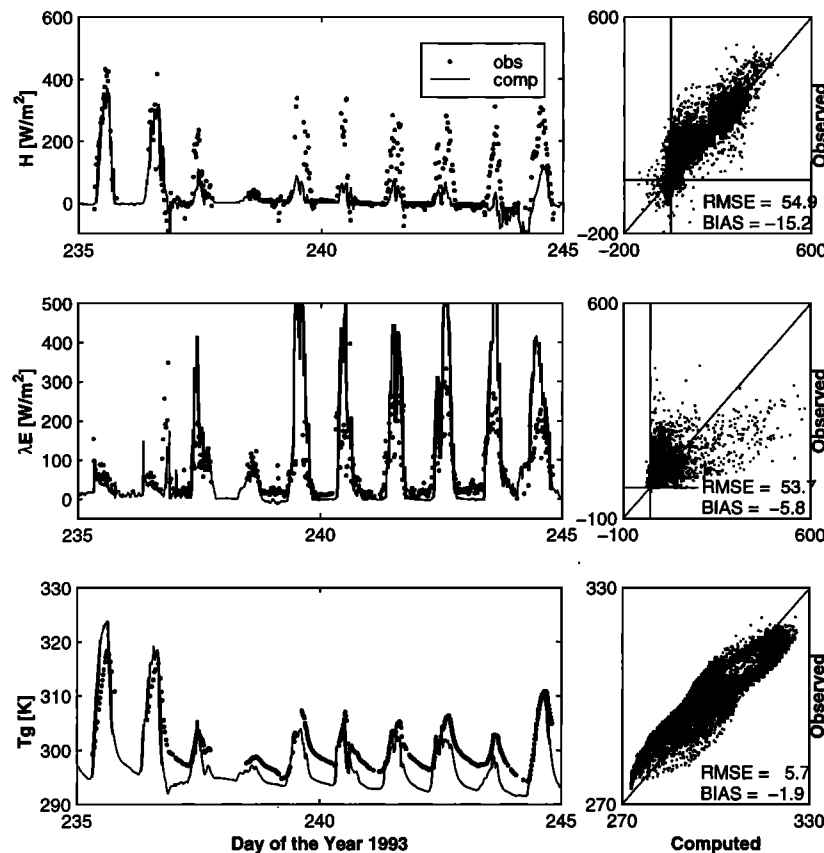 600
400
200
0
H [W/m²]
obs
comp
235
240
245
600
-200
-200
600
Observed
RMSE = 54.9
BIAS = -15.2
500
400
300
200
100
0
λE [W/m²]
235
240
245
600
-100
-100
600
Observed
RMSE = 53.7
BIAS = -5.8
330
320
310
300
290
Tg [K]
235
240
245
Day of the Year 1993
330
270
270
330
Observed
RMSE = 5.7
BIAS = -1.9
Computed